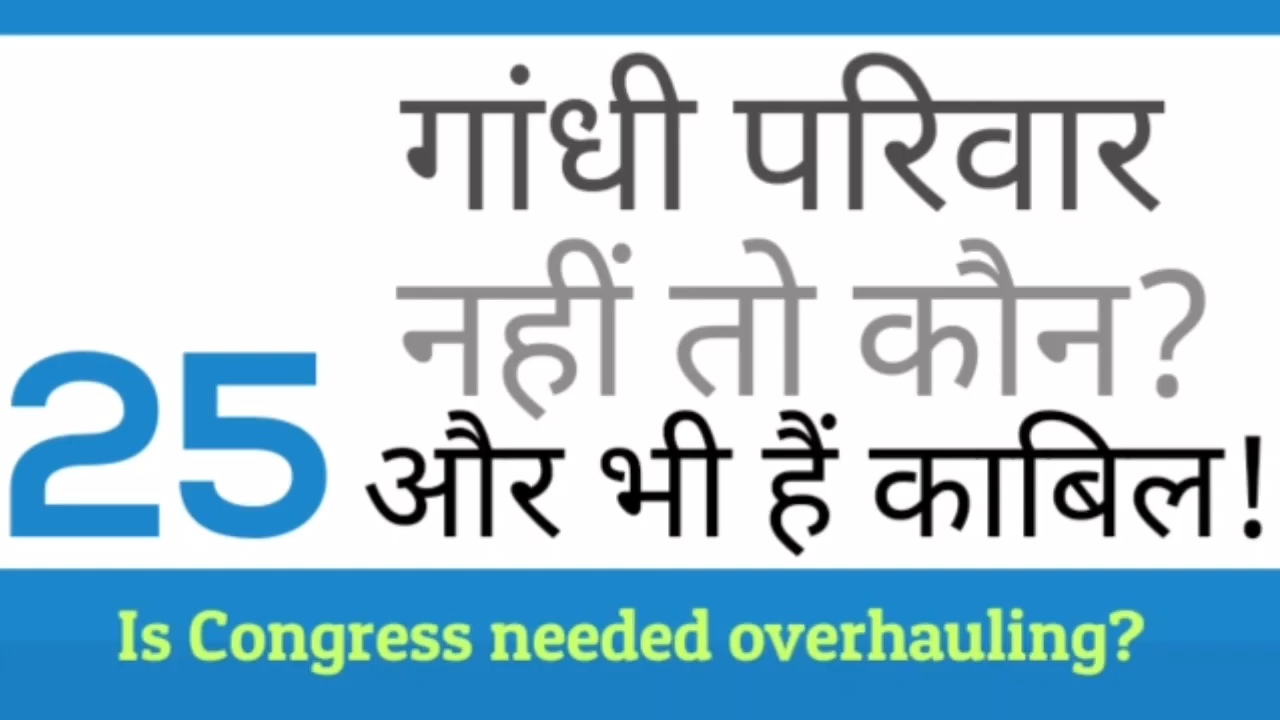 गांधी परिवार
नहीं तो कौन?
25 और भी हैं काबिल!
Is Congress needed overhauling?